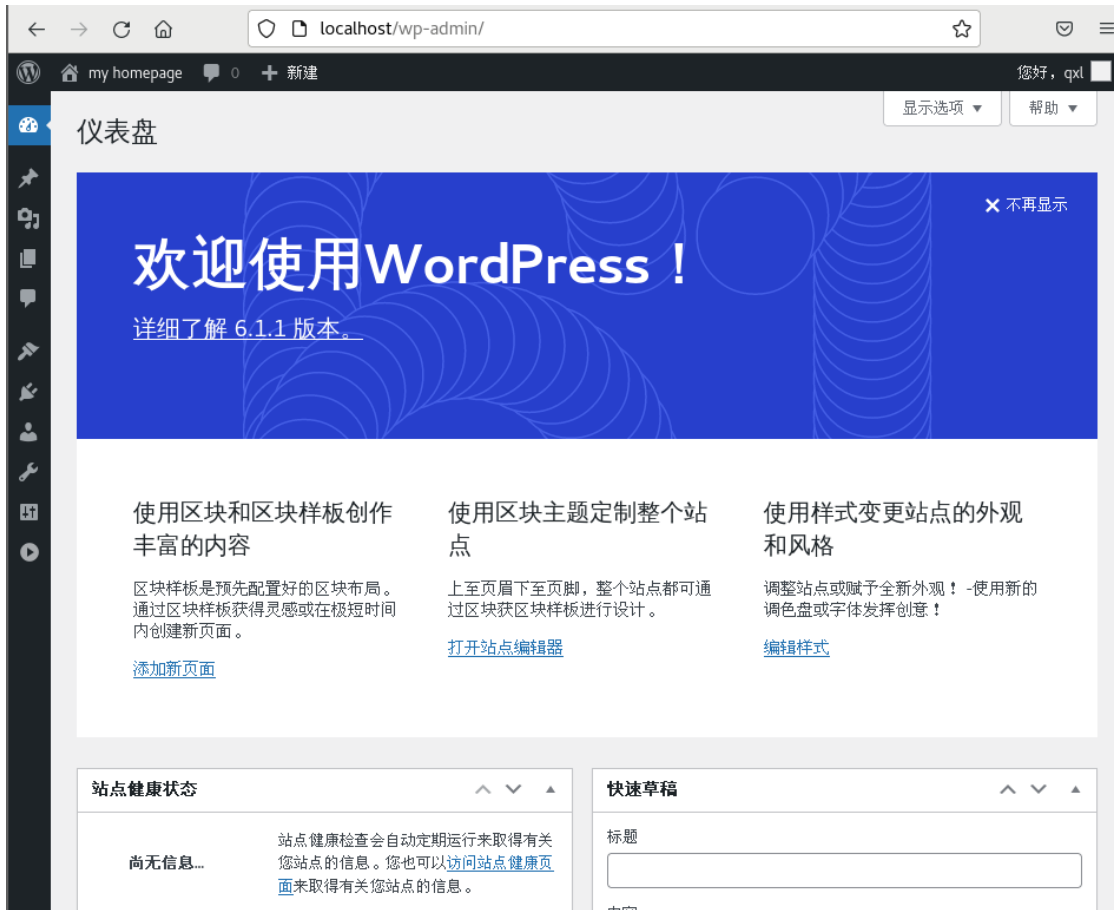 localhost/wp-admin/
my homepage 0 新建 您好，qxl
显示选项 帮助
仪表盘
不再显示
欢迎使用WordPress！
详细了解 6.1.1 版本。
使用区块和区块样板创作
丰富的内容
区块样板是预先配置好的区块布局。
通过区块样板获得灵感或在极短时间
内创建新页面。
添加新页面
使用区块主题定制整个站
点
上至页眉下至页脚，整个站点都可通
过区块获区块样板进行设计。
打开站点编辑器
使用样式变更站点的外观
和风格
调整站点或赋予全新外观！-使用新的
调色盘或字体发挥创意！
编辑样式
站点健康状态
尚无信息...
站点健康检查会自动定期运行来取得有关
您站点的信息。您也可以访问站点健康页
面来取得有关您站点的信息。
快速草稿
标题